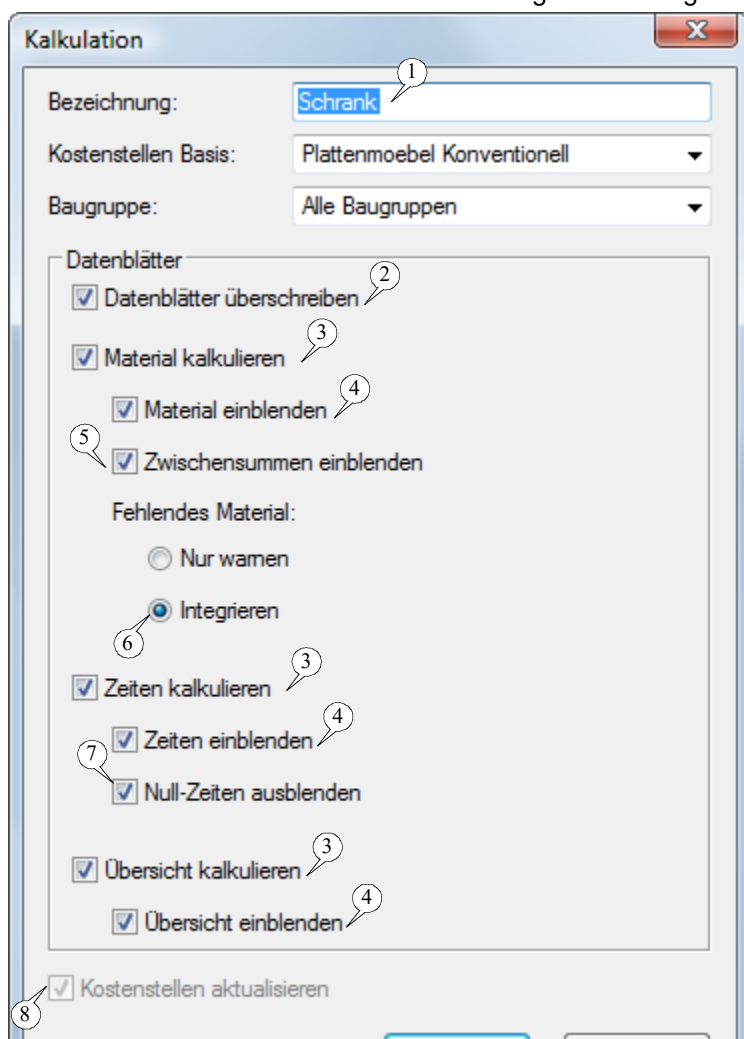 Kalkulation
1
Bezeichnung: Schrank
Kostenstellen Basis: Plattenmoebel Konventionell
Baugruppe: Alle Baugruppen
Datenblätter
2
Datenblätter überschreiben
3
Material kalkulieren
4
Material einblenden
5
Zwischensummen einblenden
Fehlendes Material:
Nur warnen
Integrieren
6
3
Zeiten kalkulieren
4
Zeiten einblenden
7
Null-Zeiten ausblenden
3
Übersicht kalkulieren
4
Übersicht einblenden
Kostenstellen aktualisieren
8